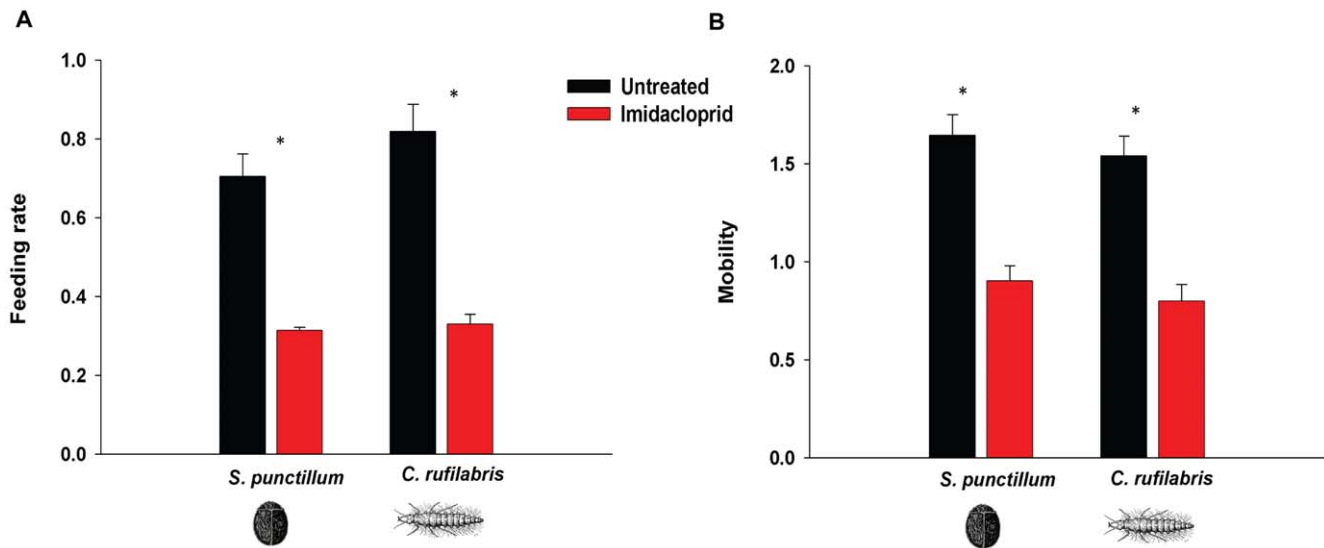 A
Feeding rate
1.0
0.8
0.6
0.4
0.2
0.0
*
*
S. punctillum
C. rufilabris
Untreated
Imidacloprid
B
Mobility
2.0
1.5
1.0
0.5
0.0
*
*
S. punctillum
C. rufilabris